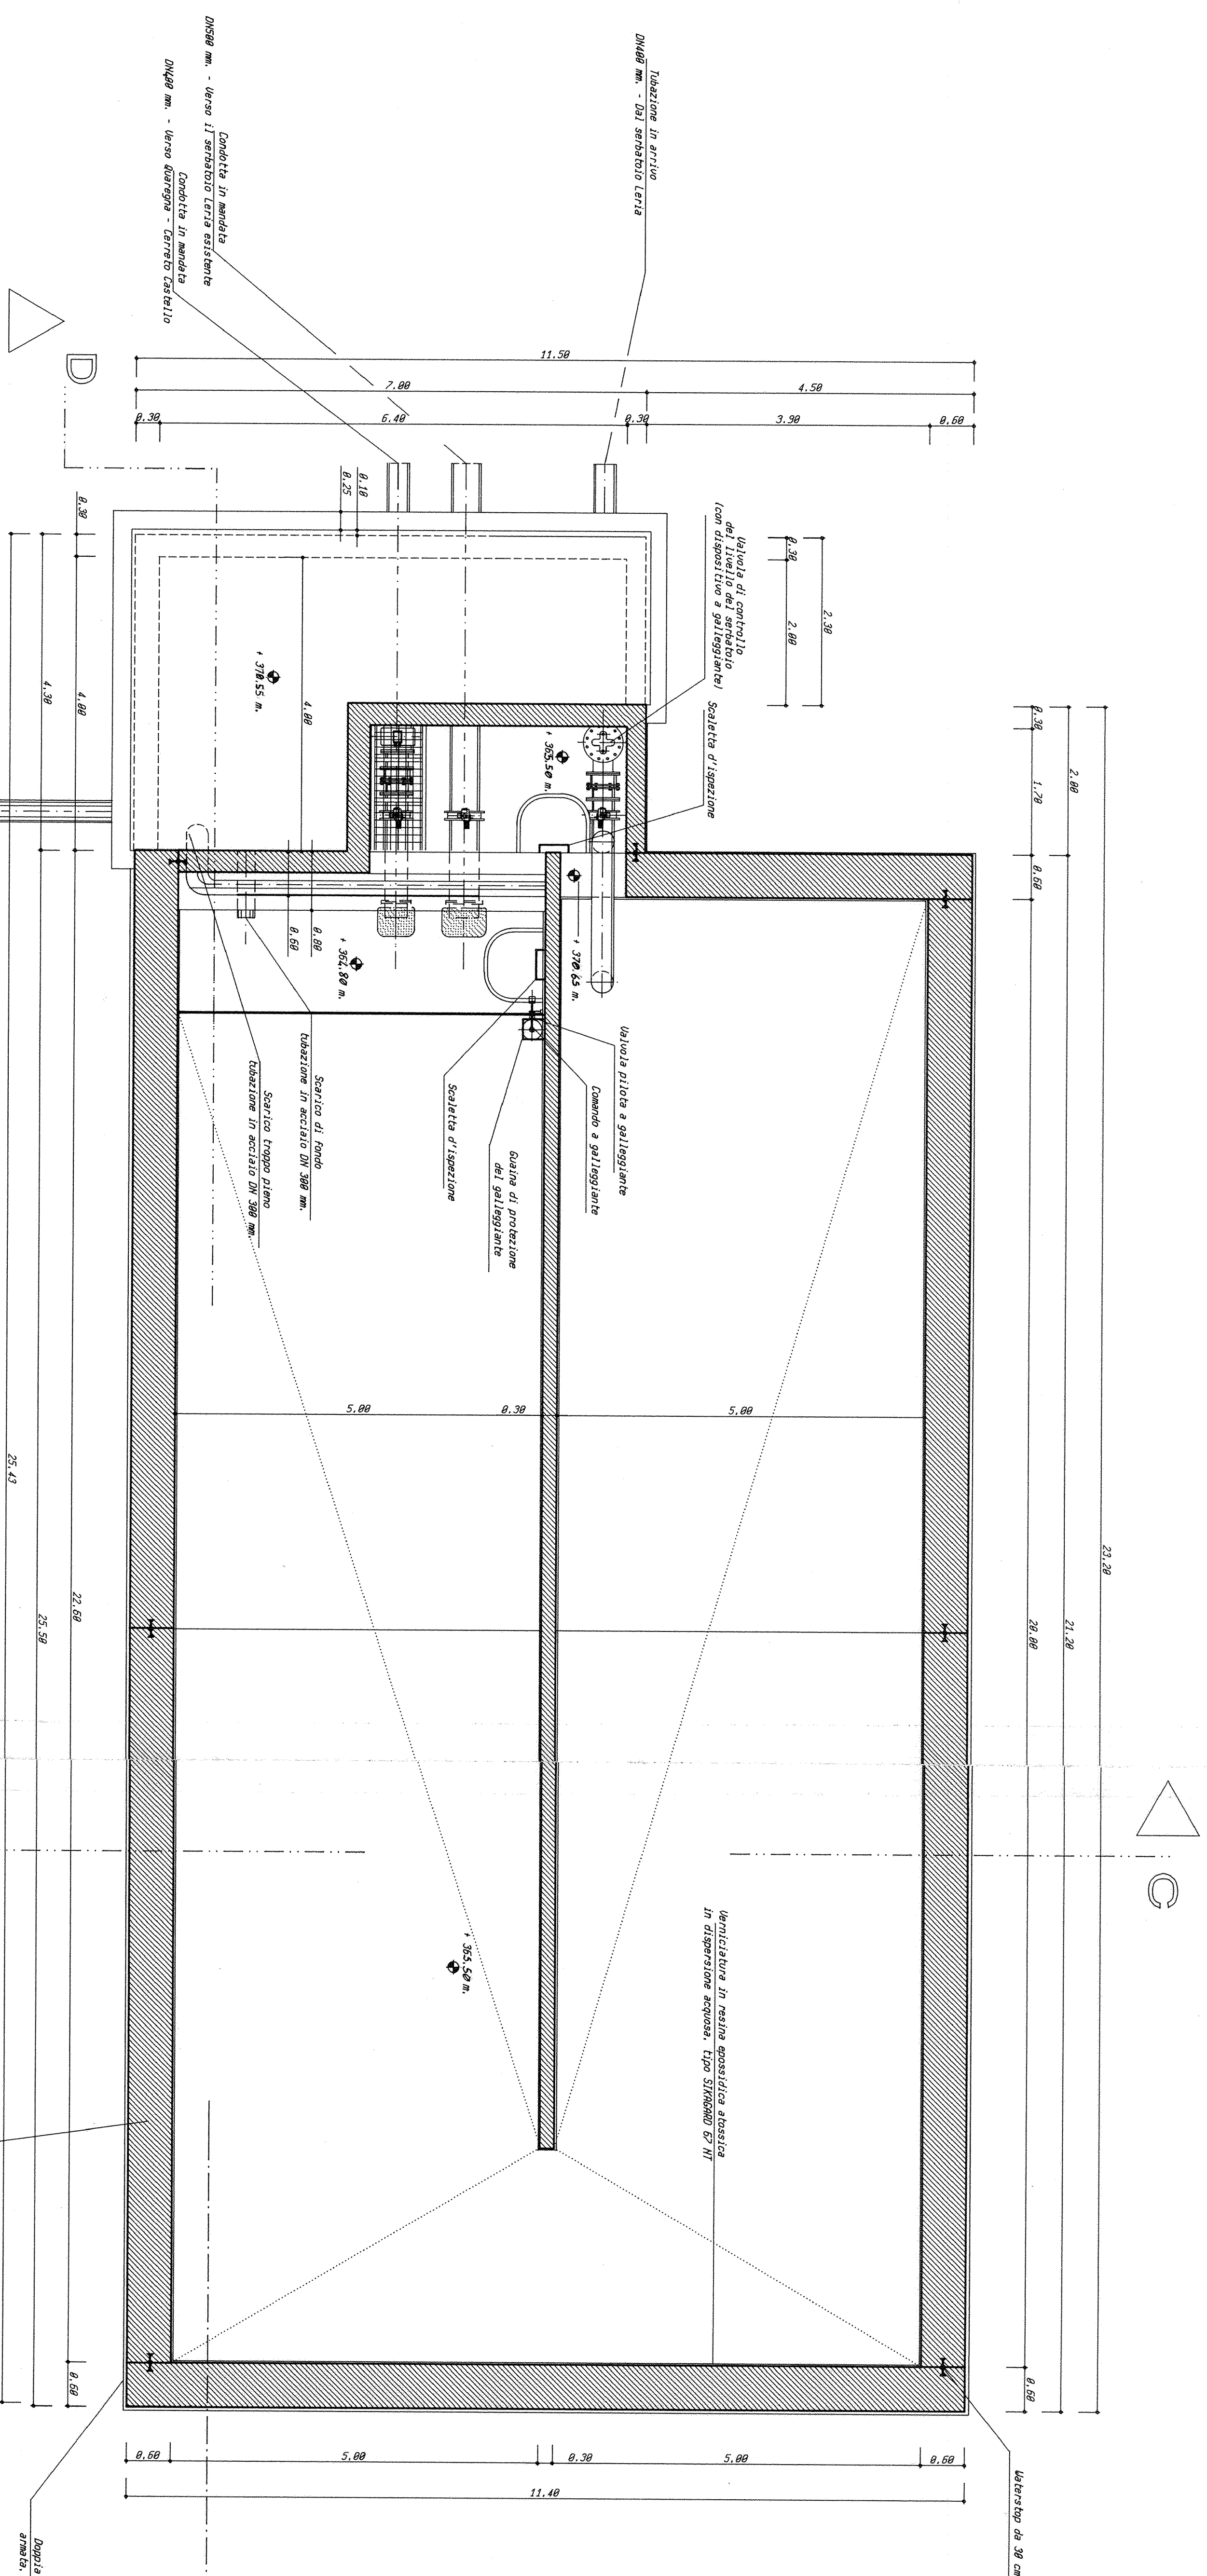 Tubazione in arrivo
DN400 mm. - Dal serbatoio Leria
Condotta in mandata
DN500 mm. - Verso il serbatoio Leria esistente
Condotta in mandata
DN400 mm. - Verso Quaregna - Cerreto Castello
D
11.50
7.00
4.50
0.30
6.40
0.30
3.90
0.60
0.10
0.25
0.30
4.30
4.00
4.00
+ 370.55 m.
Valvola di controllo
del livello del serbatoio
(con dispositivo a galleggiante)
0.30
2.00
2.30
Scaletta d'ispezione
+ 365.50 m.
0.30
1.70
0.60
2.00
0.60
0.80
+ 364.80 m.
+ 370.65 m.
Valvola pilota a galleggiante
Comando a galleggiante
Guaina di protezione
del galleggiante
Scaletta d'ispezione
Scarico di fondo
tubazione in acciaio DN 300 mm.
Scarico troppo pieno
tubazione in acciaio DN 300 mm.
5.00
0.30
5.00
25.43
25.50
22.60
23.20
21.20
20.00
C
Verniciatura in resina epossidica atossica
in dispersione acquosa, tipo SIKAGARD 67 HT
+ 365.50 m.
0.60
0.60
0.60
5.00
0.30
5.00
0.60
11.40
Waterstop da 30 cm
Doppia
armata,